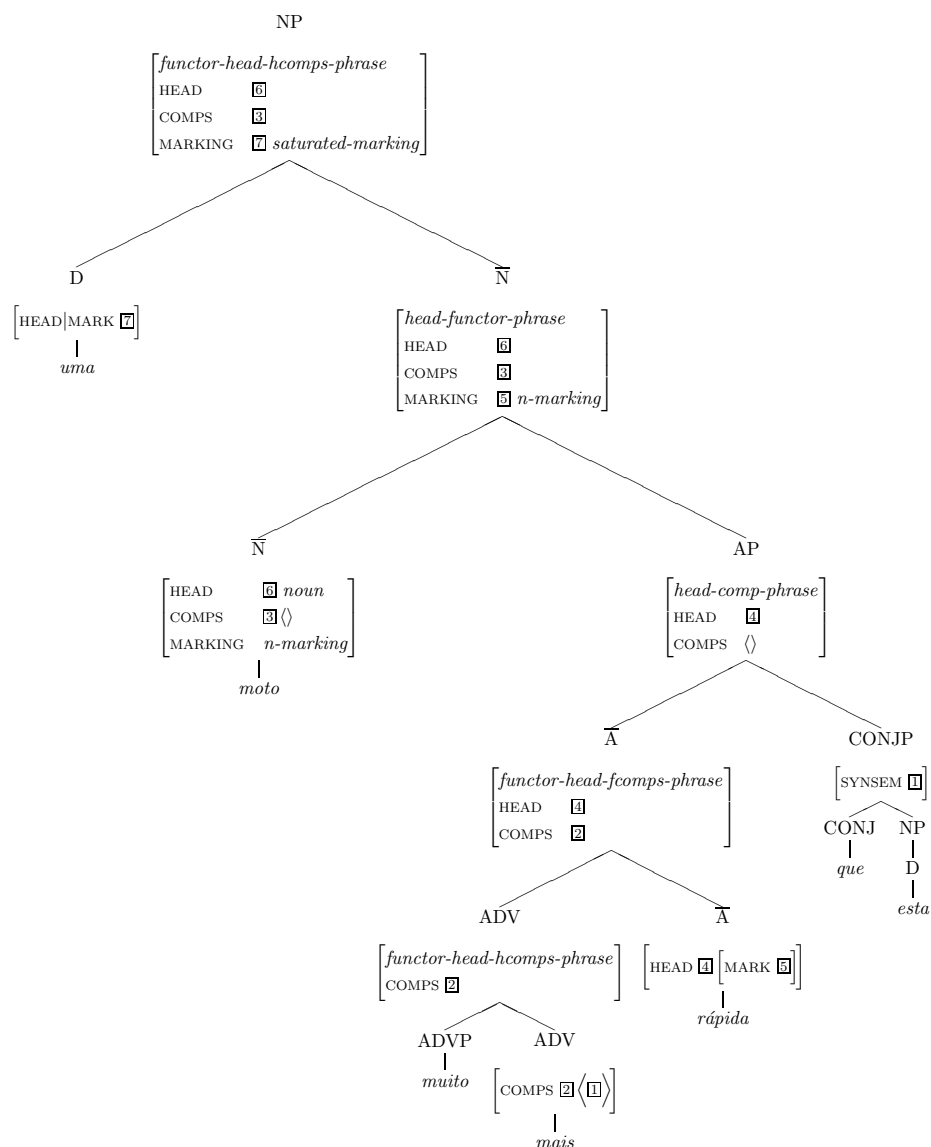 NP
functor-head-hcomps-phrase
HEAD 6
COMPS 3
MARKING 7 saturated-marking
D N
HEAD|MARK 7
uma
head-functor-phrase
HEAD 6
COMPS 3
MARKING 5 n-marking
N AP
HEAD 6 noun
COMPS 3 ⟨⟩
MARKING n-marking
moto
head-comp-phrase
HEAD 4
COMPS ⟨⟩
A CONJP
functor-head-fcomps-phrase
HEAD 4
COMPS 2
SYNSEM 1
CONJ NP
que D
esta
ADV A
functor-head-hcomps-phrase
COMPS 2
HEAD 4 [MARK 5]
rápida
ADVP ADV
muito
COMPS 2 ⟨1⟩
mais